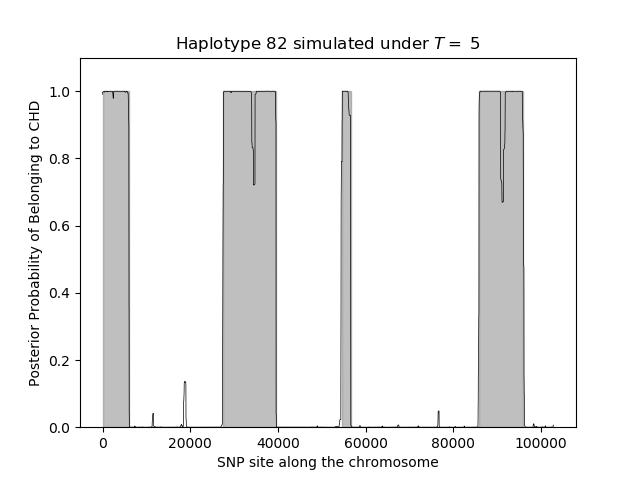 Haplotype 82 simulated under T = 5
Posterior Probability of Belonging to CHD
1.0
0.8
0.6
0.4
0.2
0.0
0 20000 40000 60000 80000 100000
SNP site along the chromosome